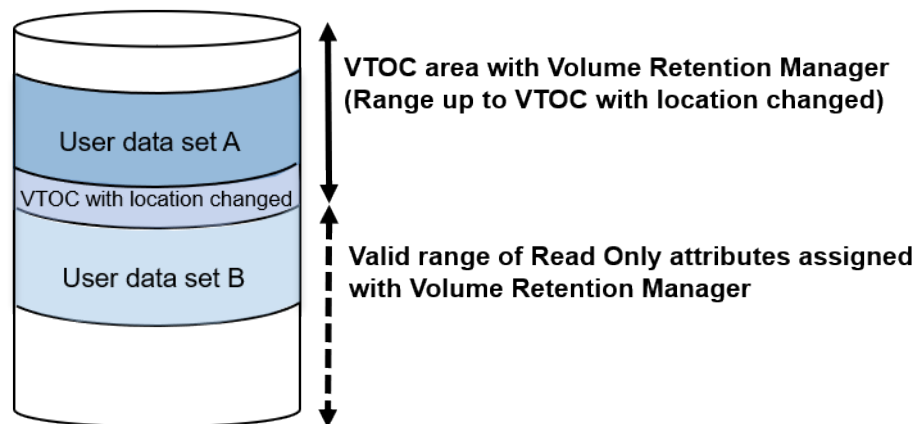 VTOC area with Volume Retention Manager
(Range up to VTOC with location changed)
User data set A
VTOC with location changed
Valid range of Read Only attributes assigned
with Volume Retention Manager
User data set B